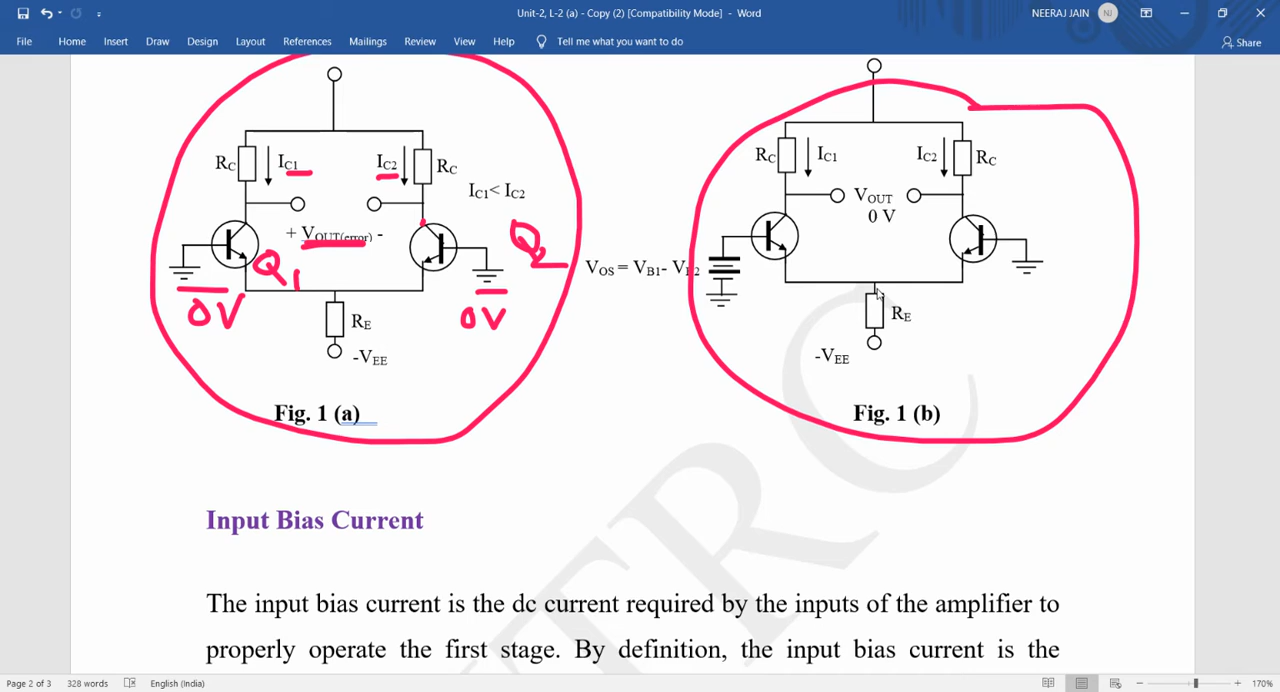 Unit-2, L-2 (a) - Copy (2) [Compatibility Mode] - Word
NEERAJ JAIN
NJ
File Home Insert Draw Design Layout References Mailings Review View Help Tell me what you want to do
Share
RC IC1 IC2 RC
IC1< IC2
+ VOUT(error) -
Q1
Q2
0V
0V
RE
-VEE
Fig. 1 (a)
RC IC1 IC2 RC
VOUT
0 V
VOS = VB1- VB2
RE
-VEE
Fig. 1 (b)
Input Bias Current
The input bias current is the dc current required by the inputs of the amplifier to
properly operate the first stage. By definition, the input bias current is the
TRC
Page 2 of 3 328 words English (India) 170%